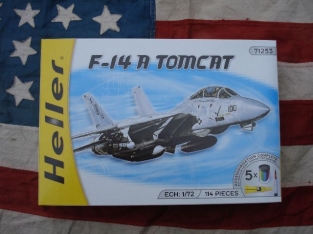 71253
F-14 A TOMCAT
Heller
5x
ECH: 1/72
114 PIECES